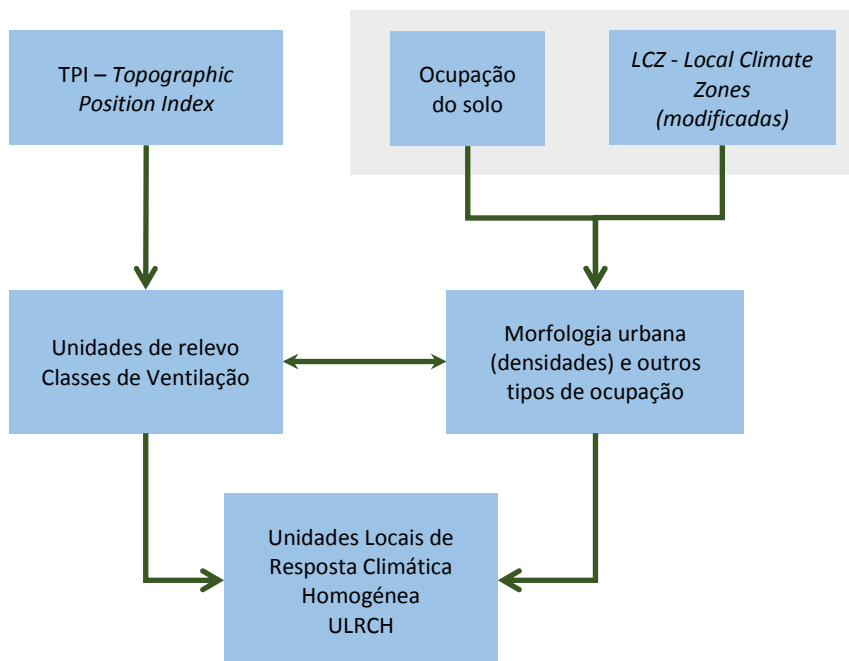 TPI – Topographic
Position Index
Ocupação
do solo
LCZ - Local Climate
Zones
(modificadas)
Unidades de relevo
Classes de Ventilação
Morfologia urbana
(densidades) e outros
tipos de ocupação
Unidades Locais de
Resposta Climática
Homogénea
ULRCH